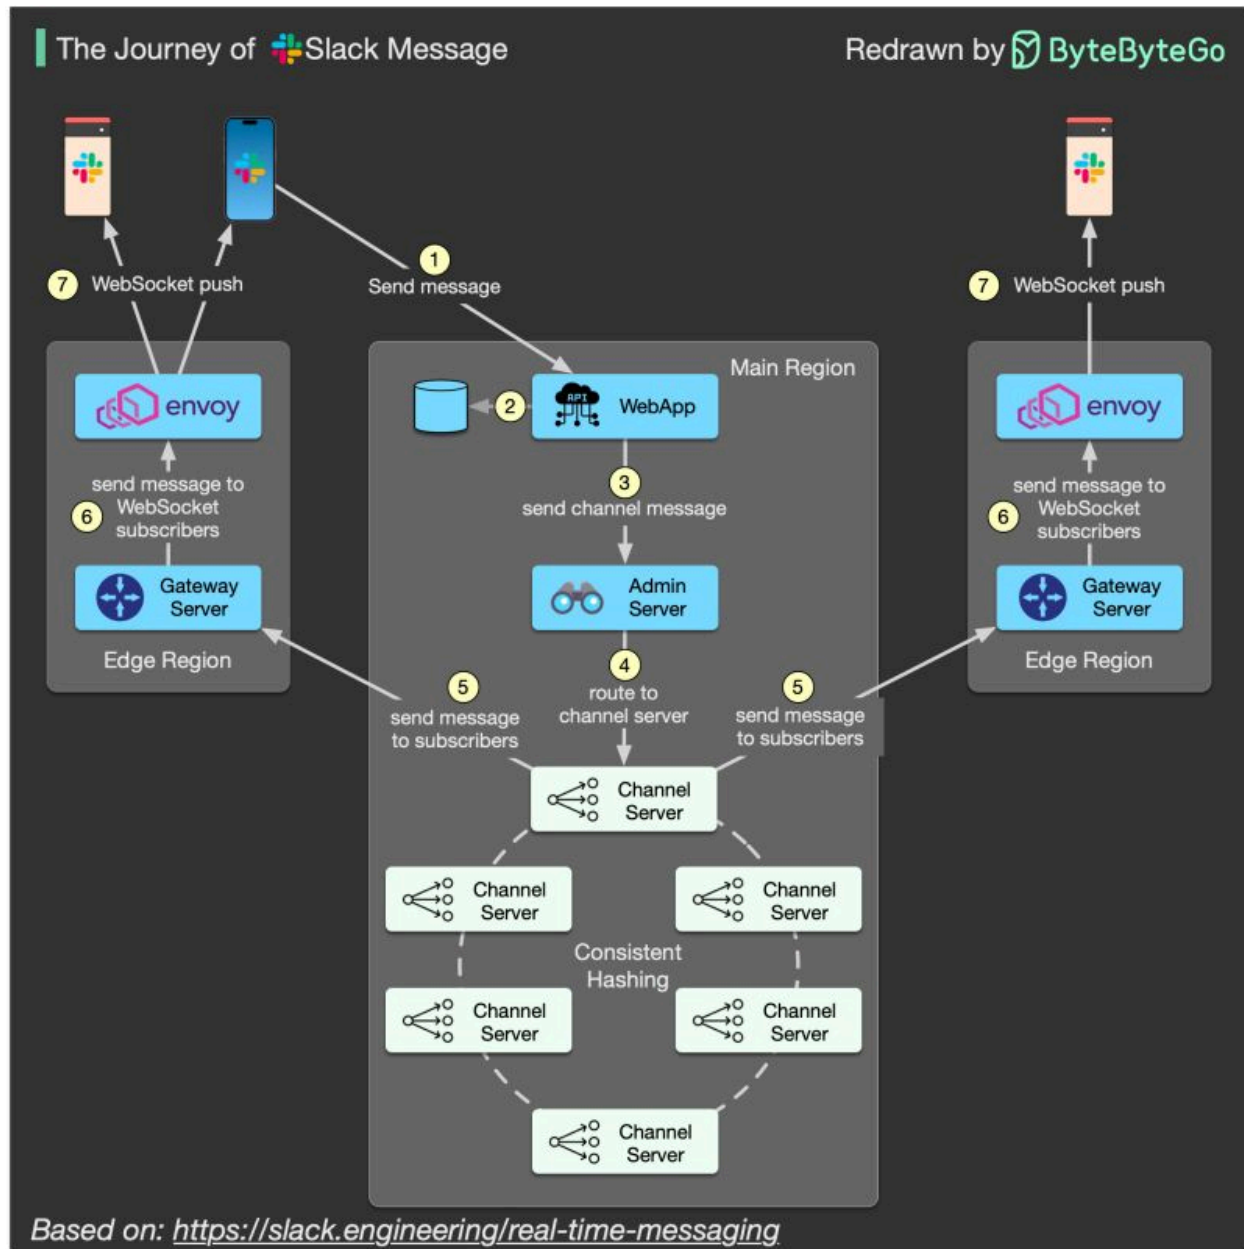 The Journey of Slack Message
Redrawn by ByteByteGo
1
Send message
7
WebSocket push
7
WebSocket push
Main Region
envoy
2
API
WebApp
envoy
3
send channel message
send message to
6
WebSocket
subscribers
send message to
6
WebSocket
subscribers
Gateway
Server
Edge Region
Admin
Server
Gateway
Server
Edge Region
4
route to
channel server
5
send message
to subscribers
5
send message
to subscribers
Channel
Server
Channel
Server
Channel
Server
Consistent
Hashing
Channel
Server
Channel
Server
Channel
Server
Based on: https://slack.engineering/real-time-messaging